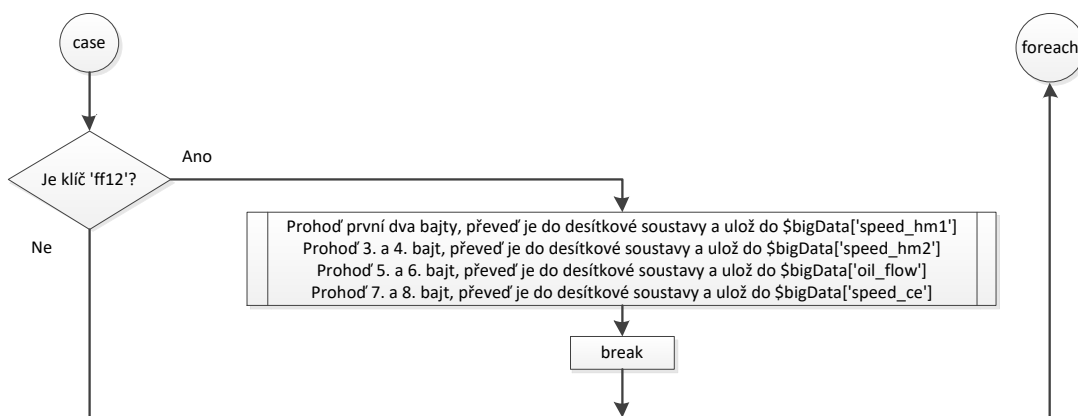 case
foreach
Je klíč 'ff12'?
Ano
Ne
Prohoď první dva bajty, převeď je do desítkové soustavy a ulož do $bigData['speed_hm1']
Prohoď 3. a 4. bajt, převeď je do desítkové soustavy a ulož do $bigData['speed_hm2']
Prohoď 5. a 6. bajt, převeď je do desítkové soustavy a ulož do $bigData['oil_flow']
Prohoď 7. a 8. bajt, převeď je do desítkové soustavy a ulož do $bigData['speed_ce']
break